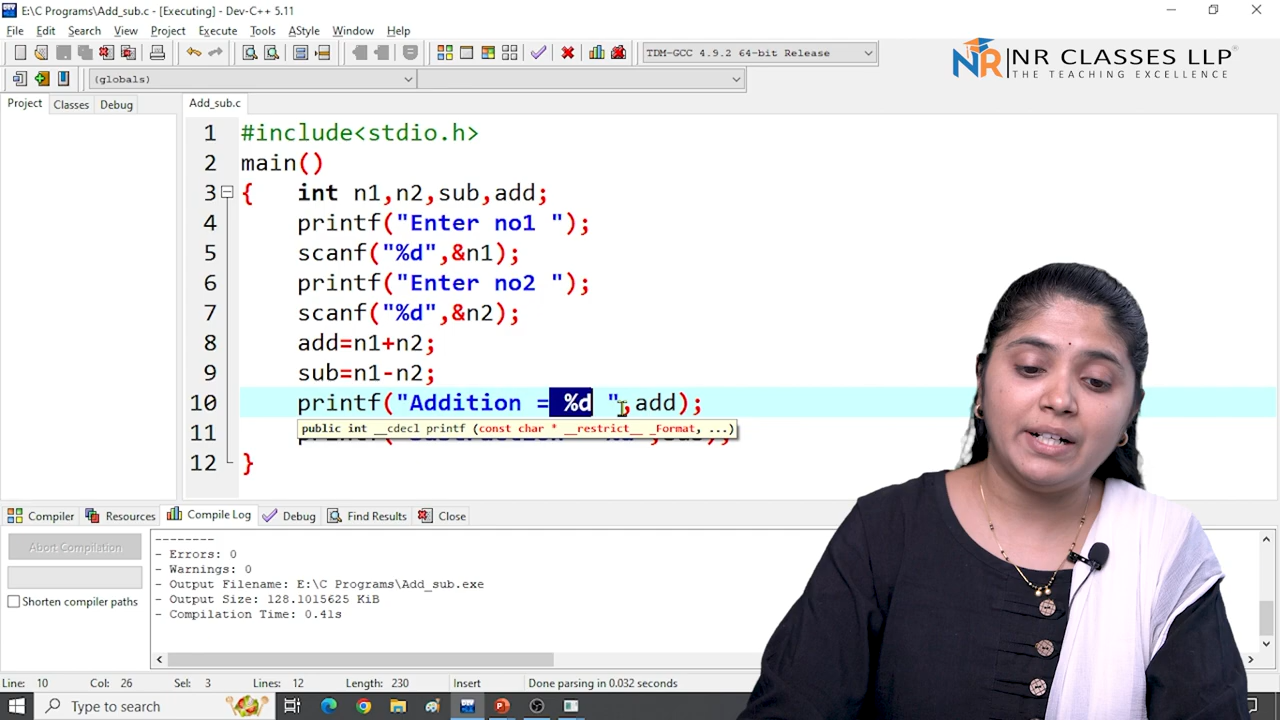 E:\C Programs\Add_sub.c - [Executing] - Dev-C++ 5.11
File Edit Search View Project Execute Tools AStyle Window Help
TDM-GCC 4.9.2 64-bit Release
(globals)
NR NR CLASSES LLP®
THE TEACHING EXCELLENCE
Project Classes Debug
Add_sub.c
1 #include<stdio.h>
2 main()
3 { int n1,n2,sub,add;
4 printf("Enter no1 ");
5 scanf("%d",&n1);
6 printf("Enter no2 ");
7 scanf("%d",&n2);
8 add=n1+n2;
9 sub=n1-n2;
10 printf("Addition = %d ",add);
public int __cdecl printf (const char * __restrict__ _Format, ...)
11
12 }
Compiler Resources Compile Log Debug Find Results Close
Abort Compilation
Shorten compiler paths
--------
- Errors: 0
- Warnings: 0
- Output Filename: E:\C Programs\Add_sub.exe
- Output Size: 128.1015625 KiB
- Compilation Time: 0.41s
Line: 10 Col: 26 Sel: 3 Lines: 12 Length: 230 Insert Done parsing in 0.032 seconds
Type to search